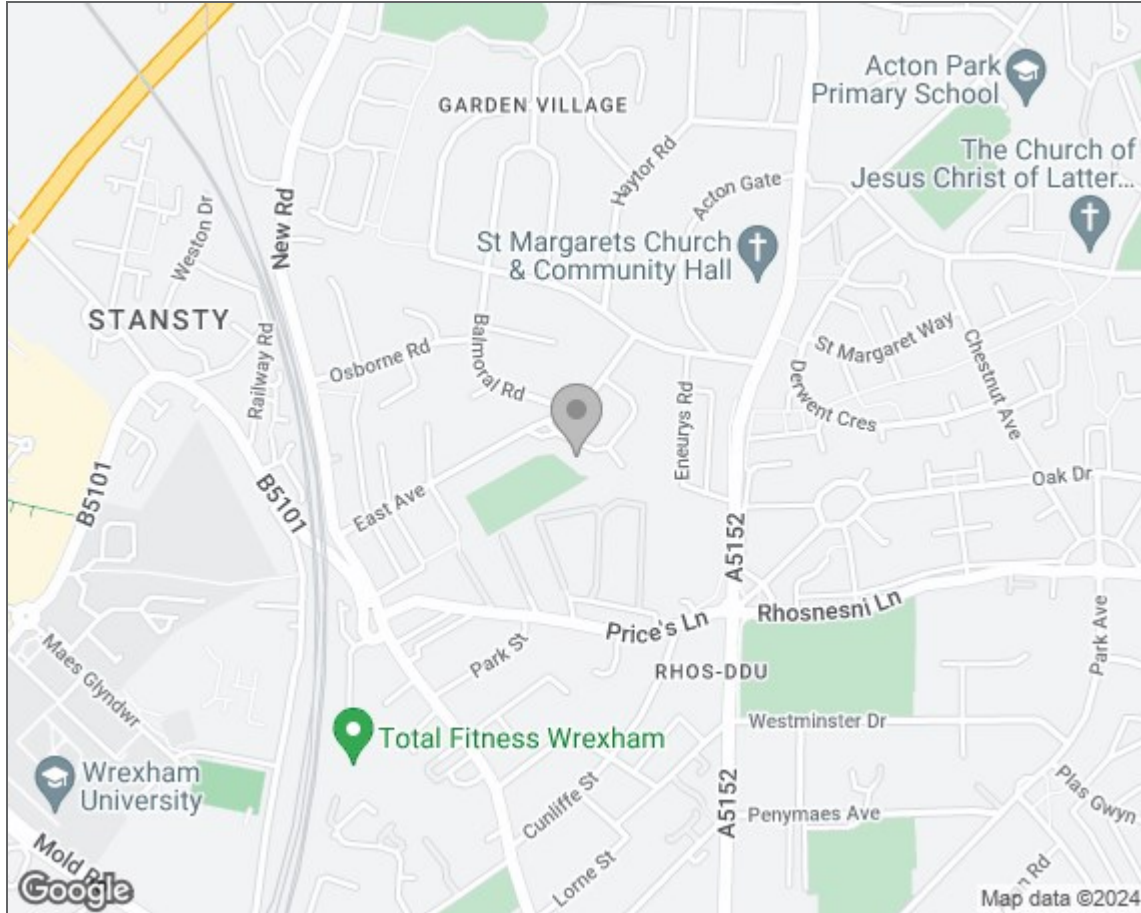 Acton Park
Primary School
GARDEN VILLAGE
The Church of
Jesus Christ of Latter...
Haytor Rd
Acton Gate
New Rd
Weston Dr
St Margarets Church
& Community Hall
STANSTY
Railway Rd
Osborne Rd
Balmoral Rd
St Margaret Way
Chestnut Ave
Derwent Cres
Eneurys Rd
B5101
B5101
East Ave
Oak Dr
A5152
Price's Ln
Rhosnesni Ln
Park St
RHOS-DDU
Park Ave
Maes Glyndwr
Total Fitness Wrexham
Westminster Dr
Wrexham
University
Cunliffe St
A5152
Penymaes Ave
Plas Gwyn
Lorne St
Mold
Google
Map data ©2024